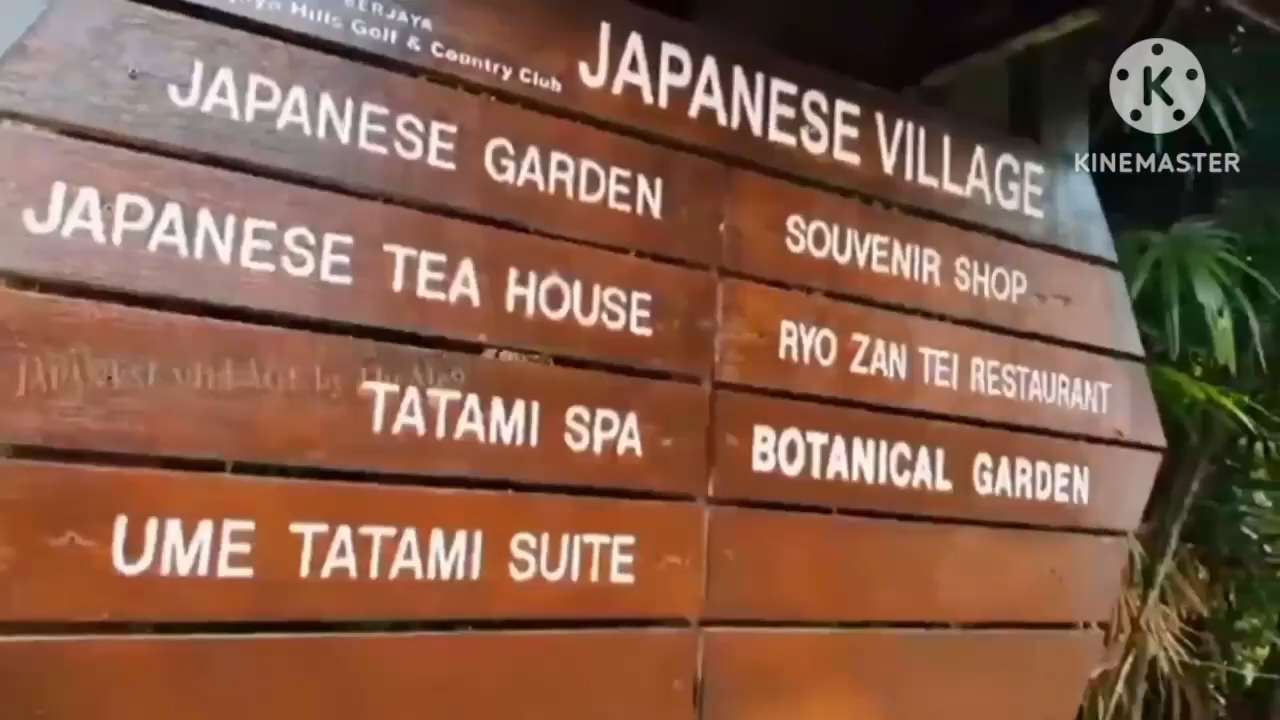 BERJAYA
Hills Golf & Country Club
JAPANESE VILLAGE
JAPANESE GARDEN
JAPANESE TEA HOUSE
TATAMI SPA
UME TATAMI SUITE
SOUVENIR SHOP
RYO ZAN TEI RESTAURANT
BOTANICAL GARDEN
K
KINEMASTER